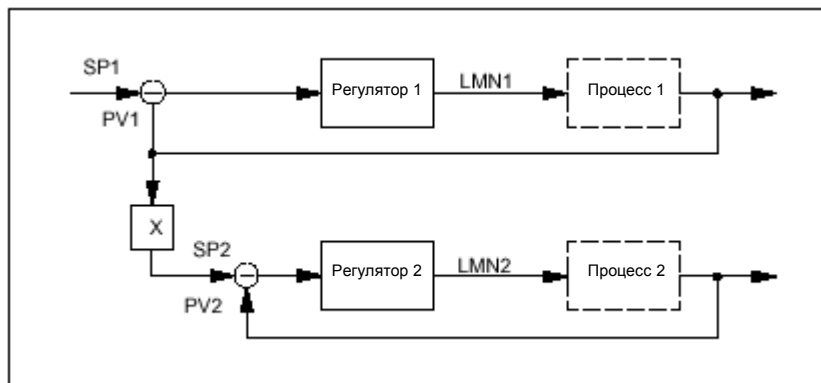 SP1
PV1
Регулятор 1
LMN1
Процесс 1
X
SP2
PV2
Регулятор 2
LMN2
Процесс 2